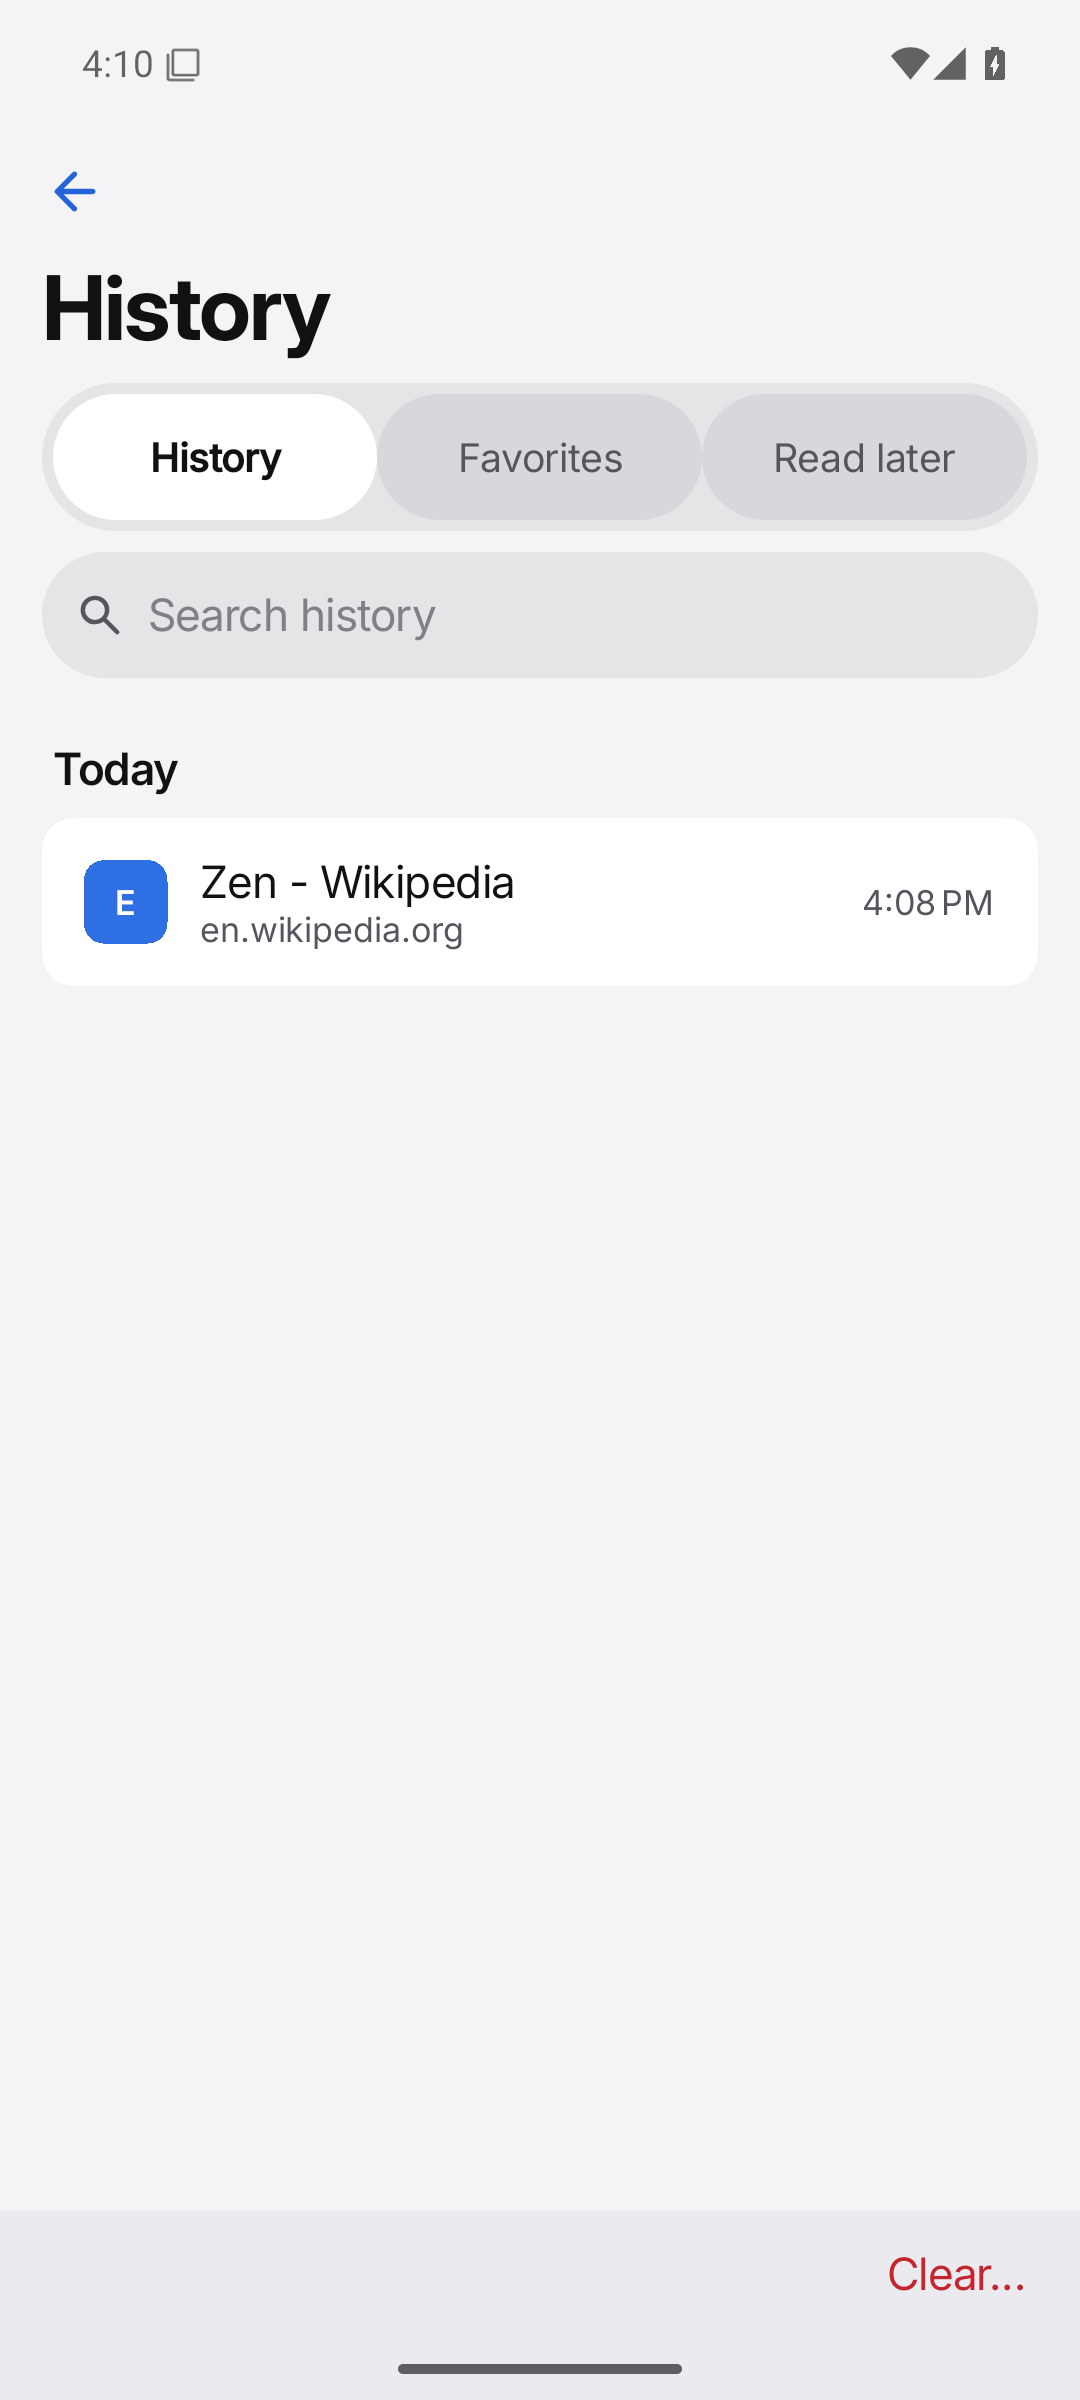 4:10
History
History
Favorites
Read later
Search history
Today
E
Zen - Wikipedia
en.wikipedia.org
4:08 PM
Clear...